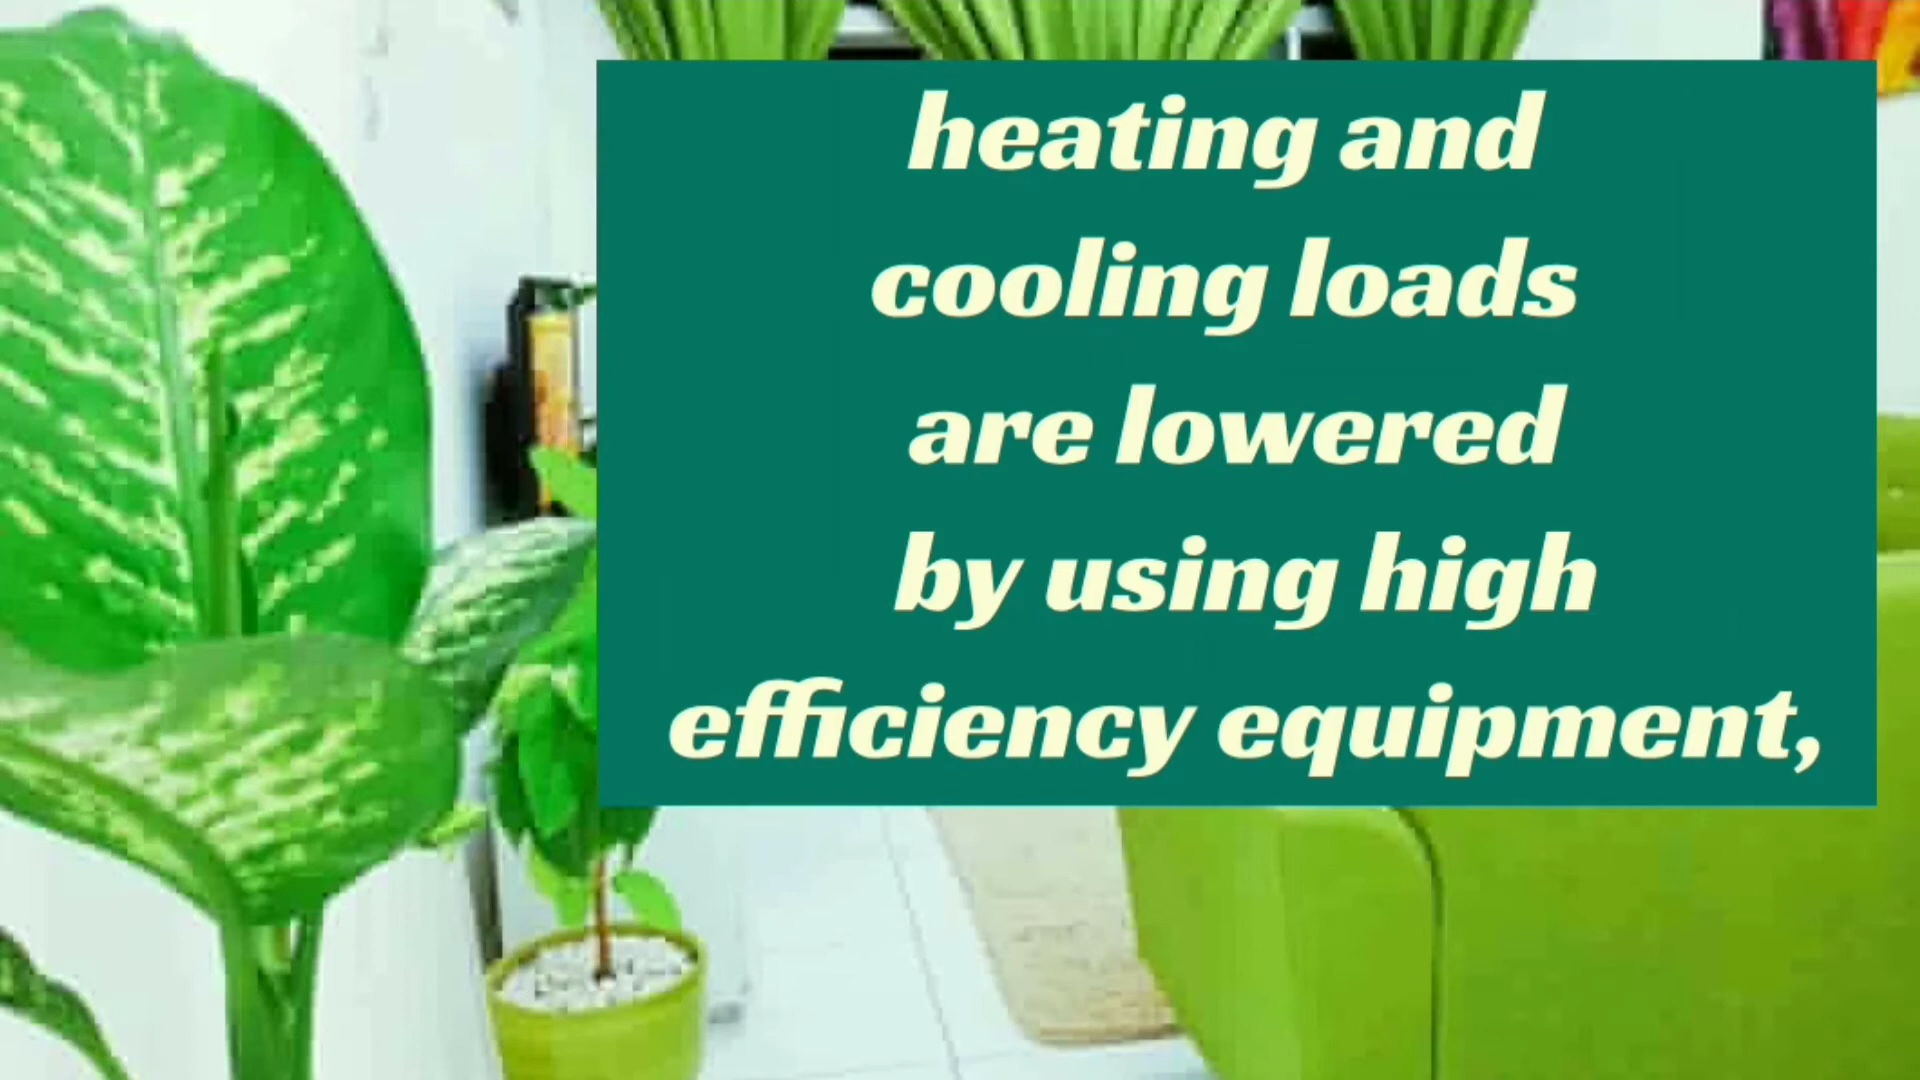 heating and
cooling loads
are lowered
by using high
efficiency equipment,